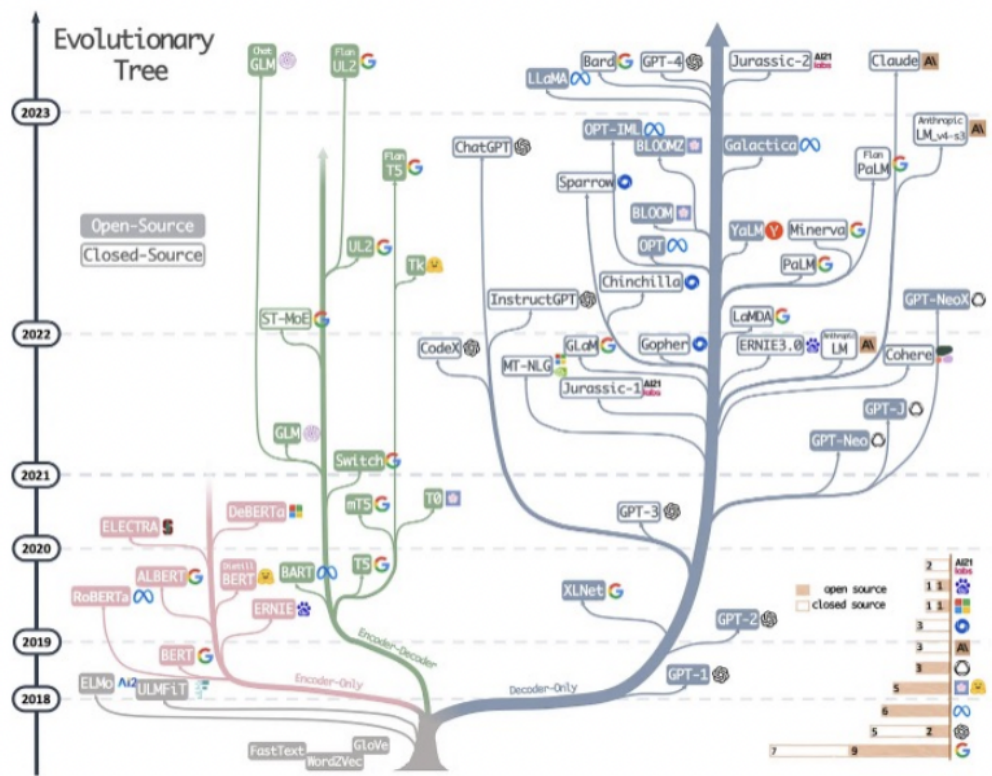 Evolutionary
Tree
2023
2022
2021
2020
2019
2018
Open-Source
Closed-Source
Chat
GLM
Flan
UL2
Flan
T5
UL2
Tk
ST-MoE
GLM
Switch
mT5
T0
BART
T5
Encoder-Decoder
DeBERTa
ELECTRA
ALBERT
Distill
BERT
RoBERTa
ERNIE
BERT
Encoder-Only
ELMo
Ai2
ULMFiT
FastText
GloVe
Word2Vec
Decoder-Only
Bard
GPT-4
Jurassic-2
AI21
labs
Claude
LLaMA
Anthropic
LM_v4-s3
OPT-IML
BLOOMZ
Galactica
ChatGPT
Flan
PaLM
Sparrow
BLOOM
YaLM
Minerva
OPT
PaLM
Chinchilla
InstructGPT
GPT-NeoX
LaMDA
CodeX
GLaM
Gopher
ERNIE3.0
Anthropic
LM
Cohere
MT-NLG
Jurassic-1
AI21
labs
GPT-J
GPT-Neo
GPT-3
XLNet
GPT-2
GPT-1
open source
closed source
2
AI21
labs
1 1
1 1
3
3
3
5
6
5 2
7 9